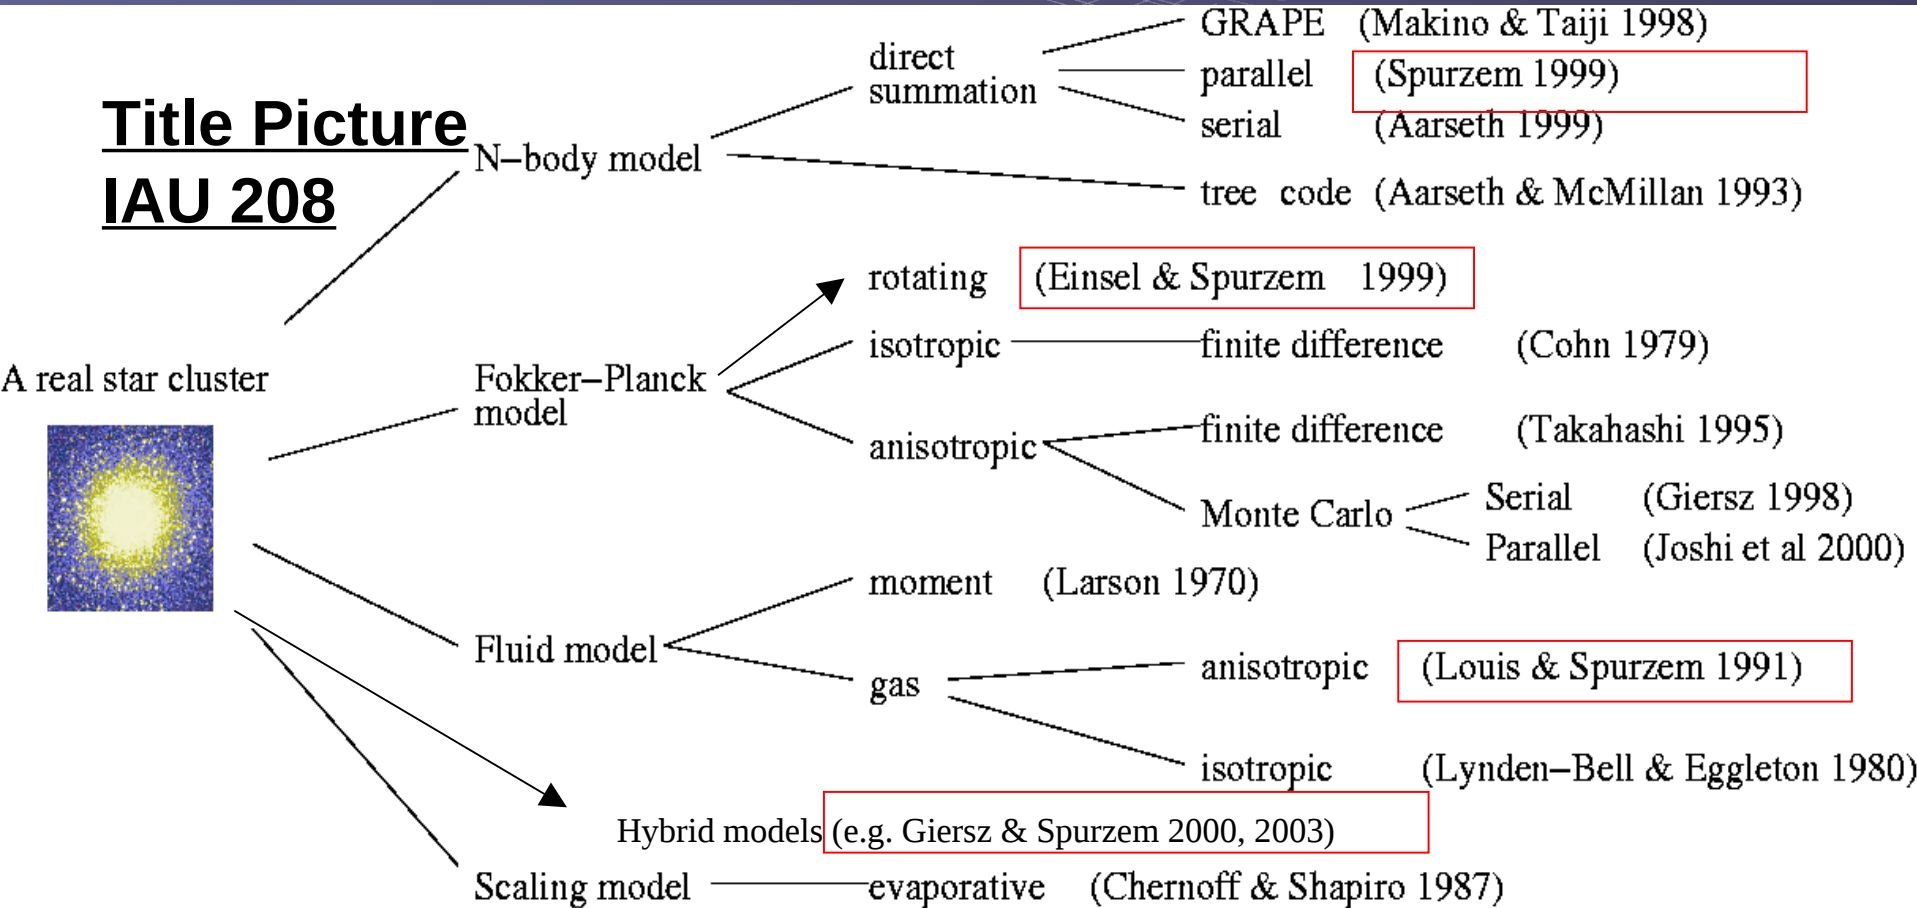 GRAPE (Makino & Taiji 1998)
direct summation
parallel (Spurzem 1999)
serial (Aarseth 1999)
Title Picture
IAU 208
N–body model
tree code (Aarseth & McMillan 1993)
rotating (Einsel & Spurzem 1999)
isotropic finite difference (Cohn 1979)
A real star cluster
Fokker–Planck model
finite difference (Takahashi 1995)
anisotropic
Monte Carlo
Serial (Giersz 1998)
Parallel (Joshi et al 2000)
moment (Larson 1970)
Fluid model
gas
anisotropic (Louis & Spurzem 1991)
isotropic (Lynden–Bell & Eggleton 1980)
Hybrid models (e.g. Giersz & Spurzem 2000, 2003)
Scaling model evaporative (Chernoff & Shapiro 1987)